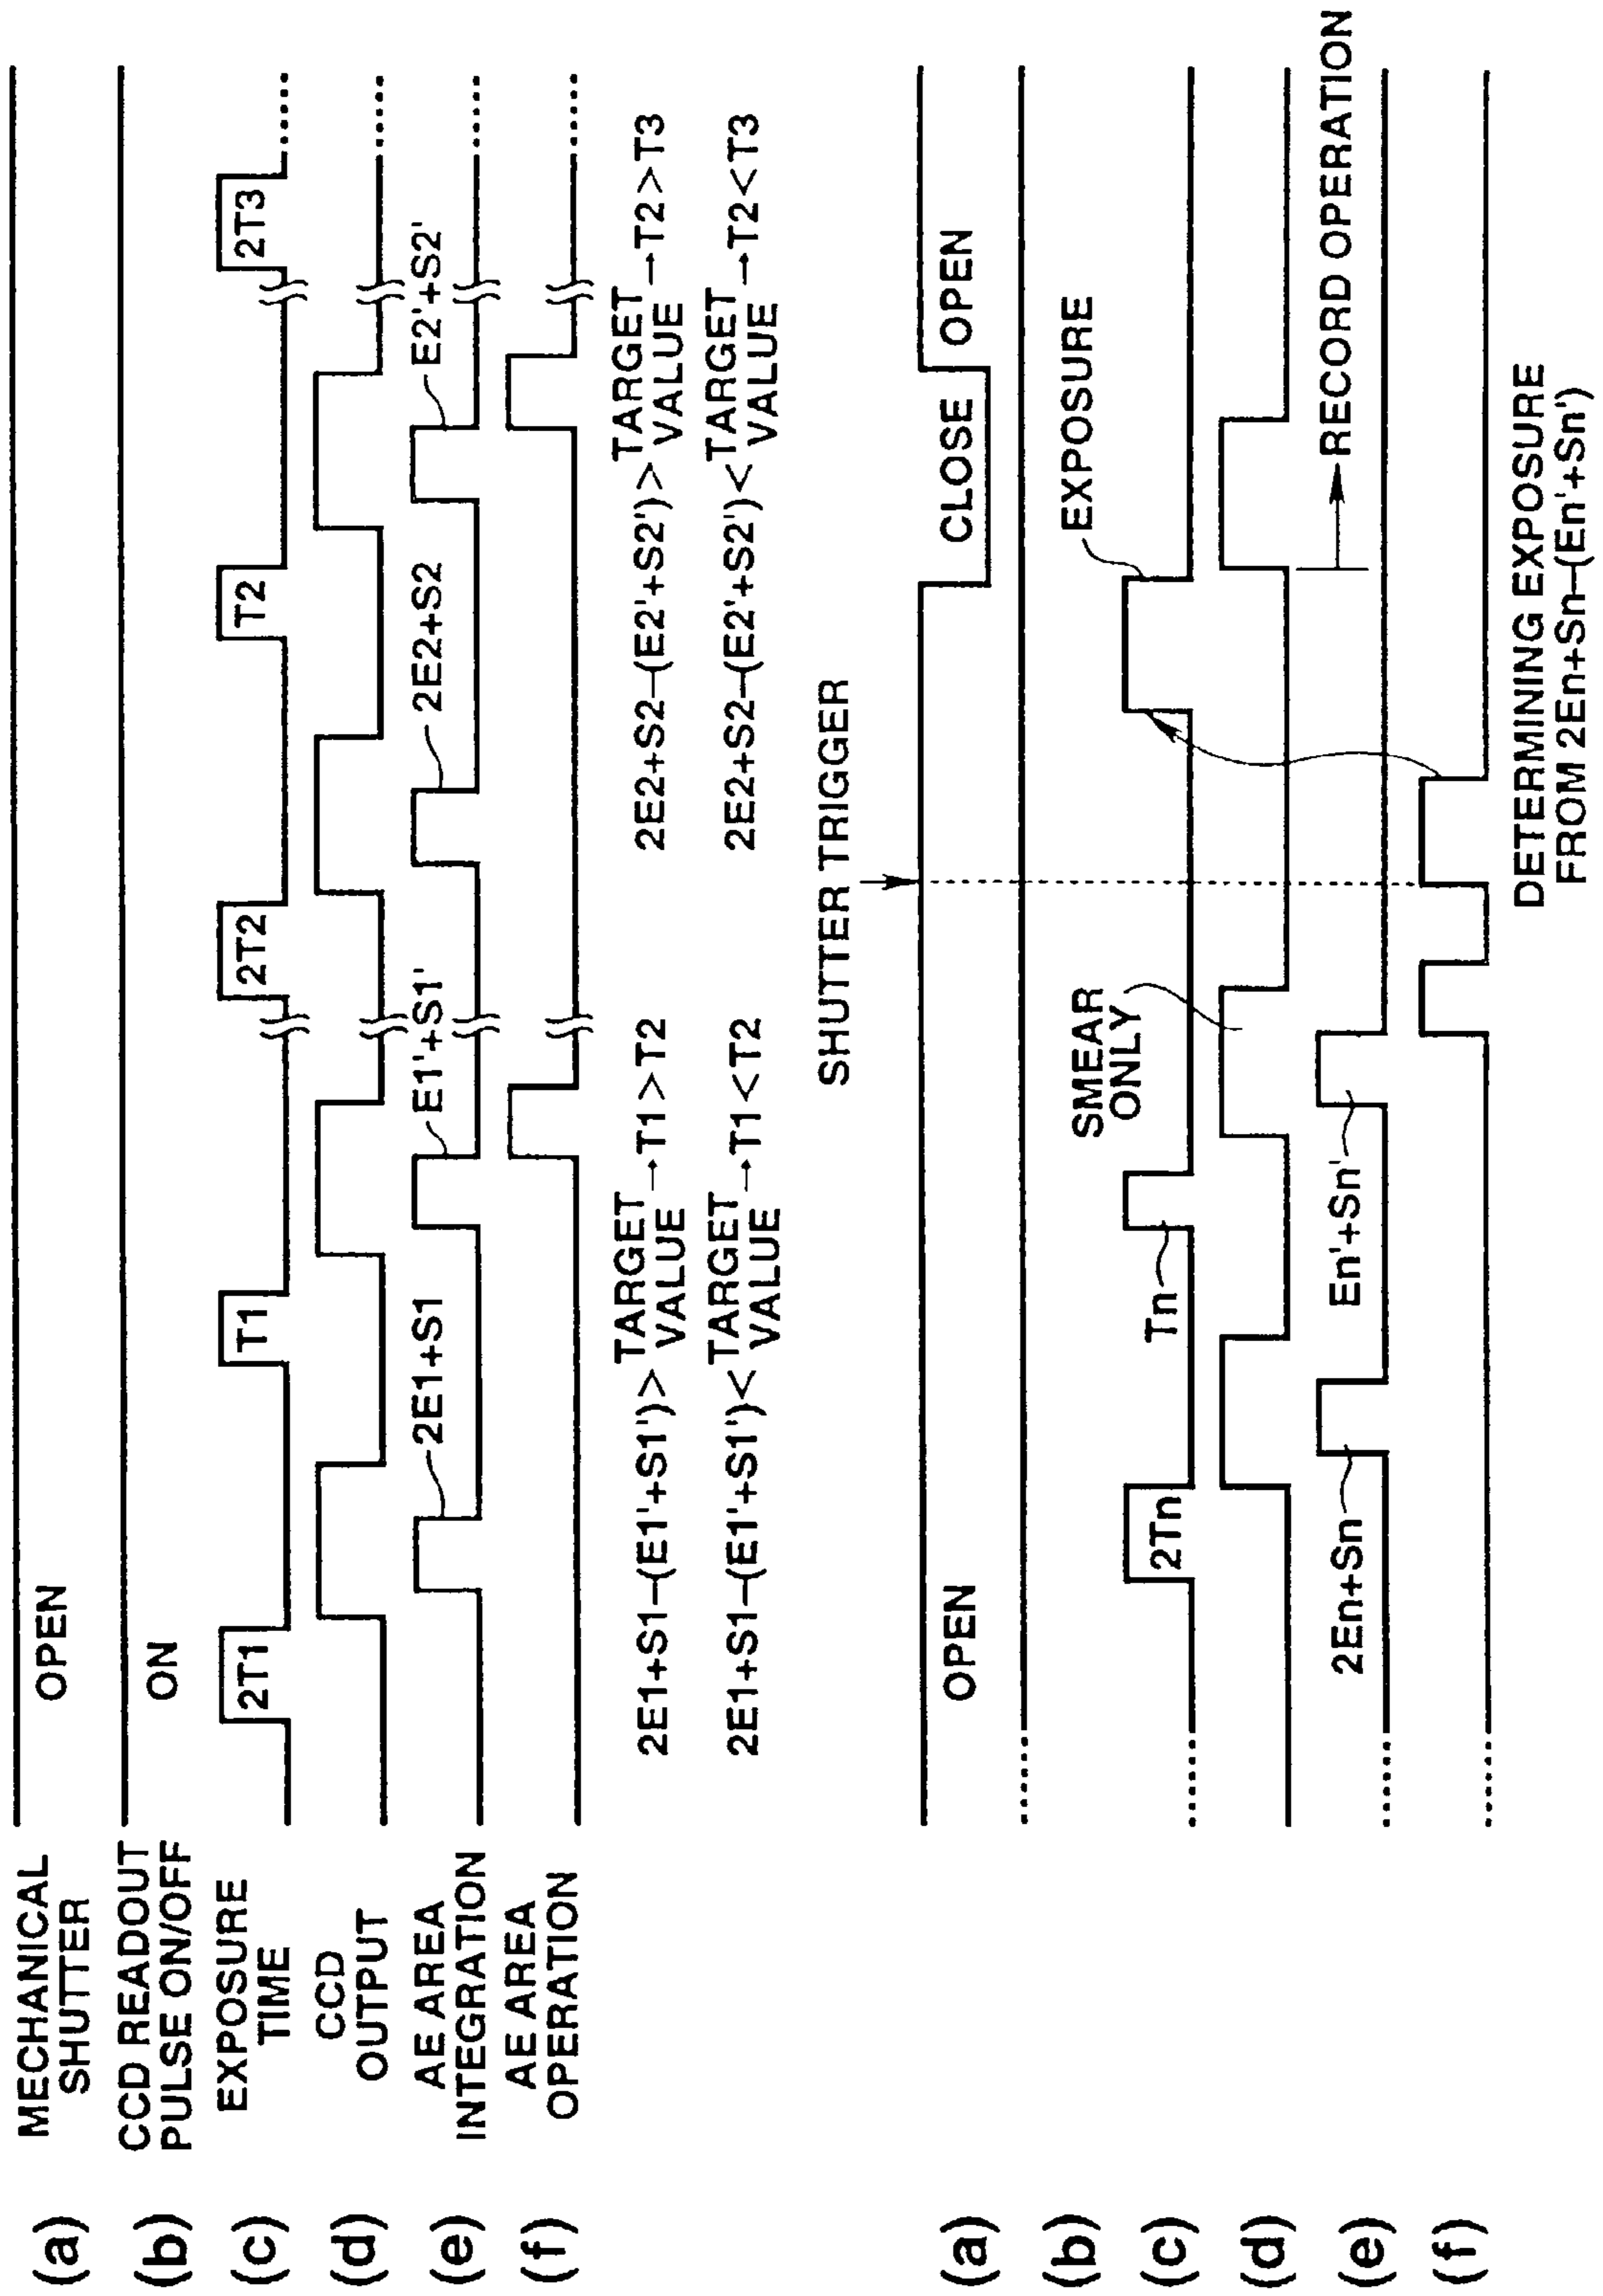 (a) MECHANICAL
SHUTTER
OPEN
(b) CCD READOUT
PULSE ON/OFF
ON
(c) EXPOSURE
TIME
2T1
T1
2T2
T2
2T3
(d) CCD
OUTPUT
(e) AE AREA
INTEGRATION
2E1+S1
E1'+S1'
2E2+S2
E2'+S2'
(f) AE AREA
OPERATION
2E1+S1–(E1'+S1')> TARGET VALUE →T1>T2
2E1+S1–(E1'+S1')< TARGET VALUE →T1<T2
2E2+S2–(E2'+S2')> TARGET VALUE →T2>T3
2E2+S2–(E2'+S2')< TARGET VALUE →T2<T3
SHUTTER TRIGGER
(a)
OPEN
CLOSE
OPEN
(b)
(c)
2Tn
Tn
EXPOSURE
(d)
SMEAR
ONLY
(e)
2En+Sn
En'+Sn'
RECORD OPERATION
(f)
DETERMINING EXPOSURE
FROM 2En+Sn–(En'+Sn')